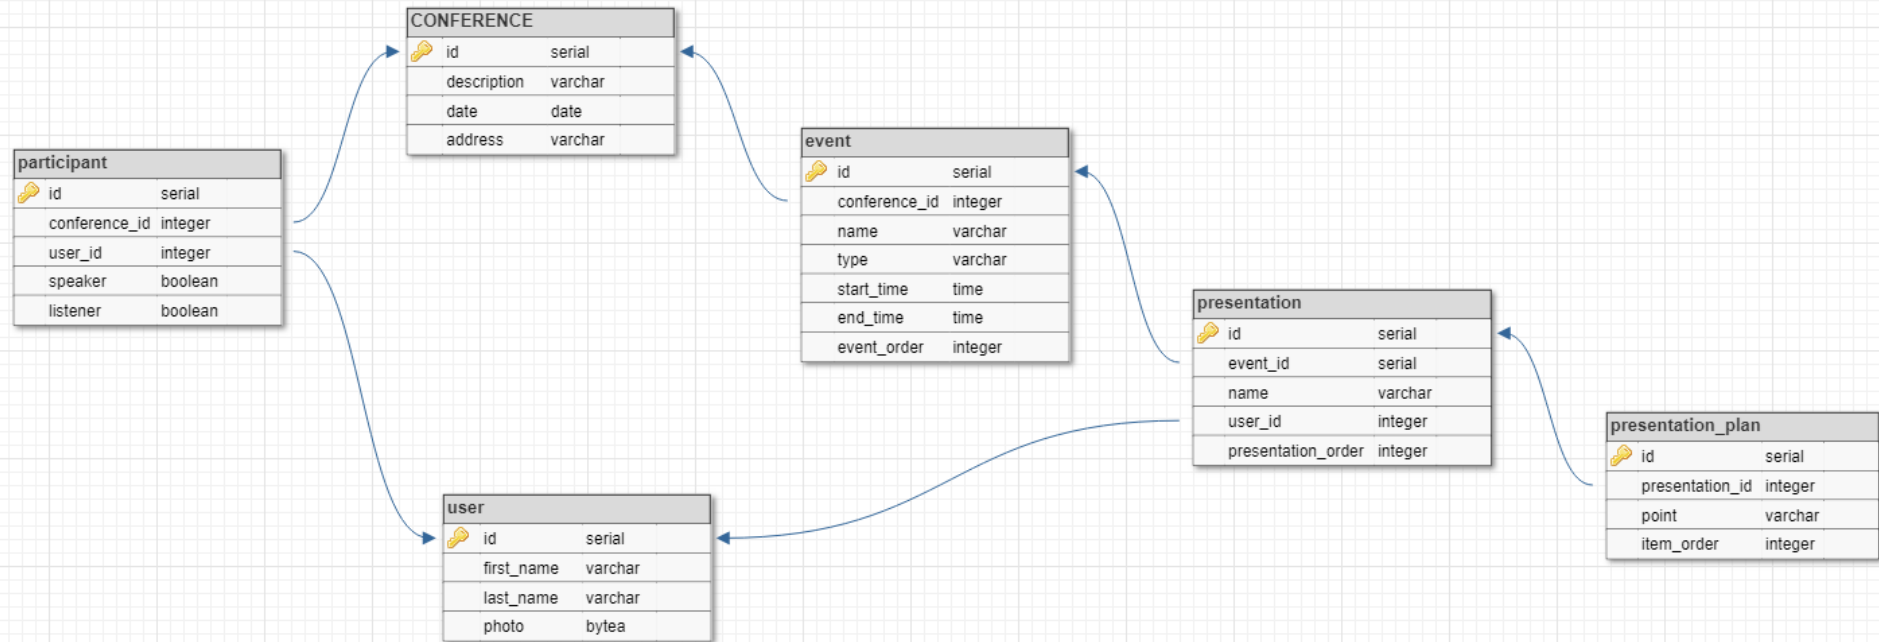 CONFERENCE
id serial
description varchar
date date
address varchar
participant
id serial
conference_id integer
user_id integer
speaker boolean
listener boolean
event
id serial
conference_id integer
name varchar
type varchar
start_time time
end_time time
event_order integer
presentation
id serial
event_id serial
name varchar
user_id integer
presentation_order integer
presentation_plan
id serial
presentation_id integer
point varchar
item_order integer
user
id serial
first_name varchar
last_name varchar
photo bytea